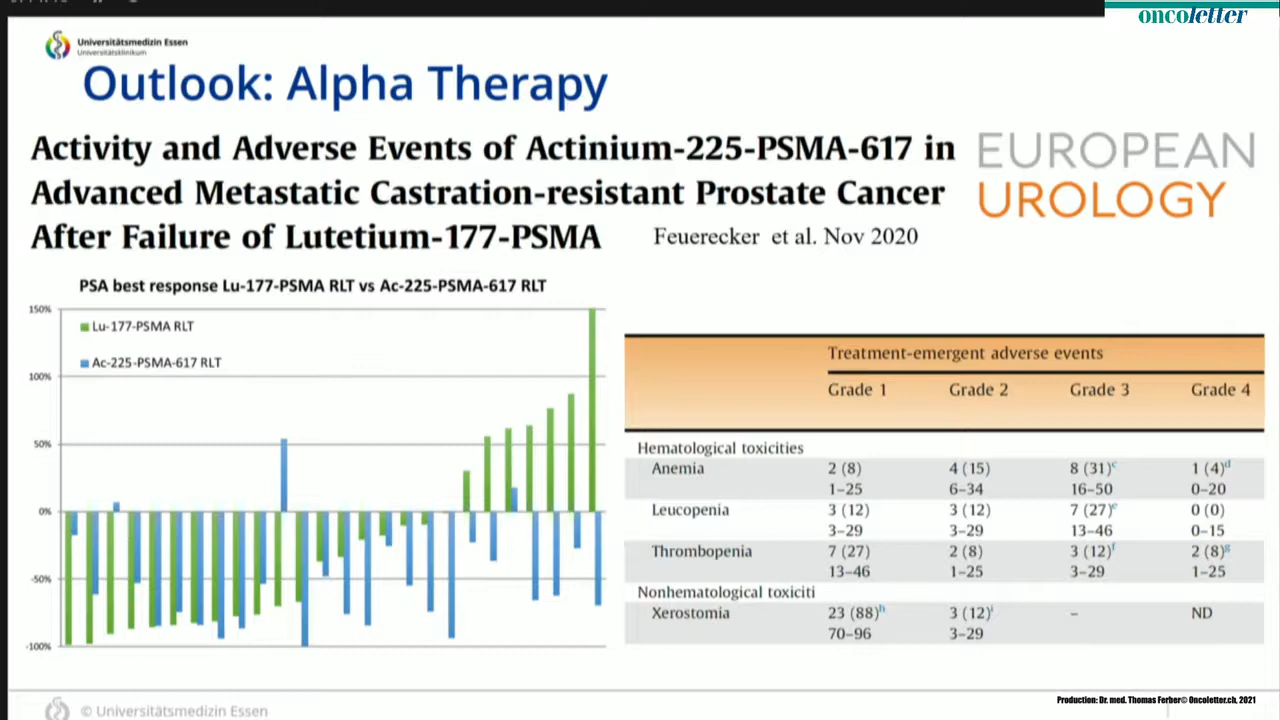 oncoletter
Universitätsmedizin Essen
Universitätsklinikum
Outlook: Alpha Therapy
Activity and Adverse Events of Actinium-225-PSMA-617 in
Advanced Metastatic Castration-resistant Prostate Cancer
After Failure of Lutetium-177-PSMA
Feuerecker et al. Nov 2020
EUROPEAN
UROLOGY
PSA best response Lu-177-PSMA RLT vs Ac-225-PSMA-617 RLT
150%
Lu-177-PSMA RLT
Ac-225-PSMA-617 RLT
100%
50%
0%
-50%
-100%
Treatment-emergent adverse events
Grade 1 Grade 2 Grade 3 Grade 4
Hematological toxicities
Anemia 2 (8) 4 (15) 8 (31)c 1 (4)d
1–25 6–34 16–50 0–20
Leucopenia 3 (12) 3 (12) 7 (27)e 0 (0)
3–29 3–29 13–46 0–15
Thrombopenia 7 (27) 2 (8) 3 (12)f 2 (8)g
13–46 1–25 3–29 1–25
Nonhematological toxiciti
Xerostomia 23 (88)h 3 (12)i – ND
70–96 3–29
© Universitätsmedizin Essen
Production: Dr. med. Thomas Ferber© Oncoletter.ch, 2021